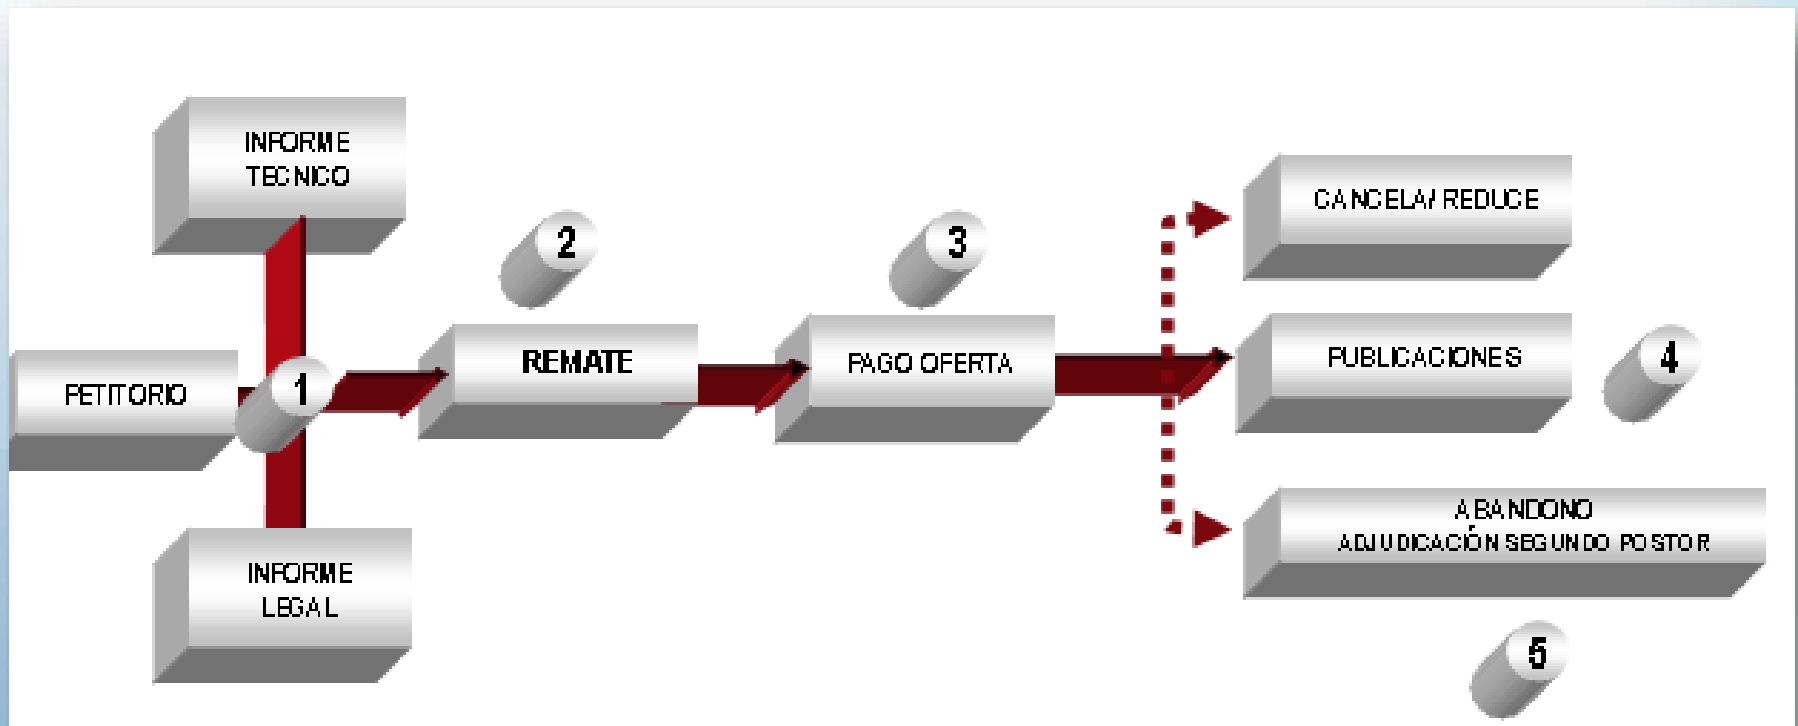 INFORME
TECNICO
PETITORIO
1
INFORME
LEGAL
2
REMATE
3
PAGO OFERTA
CANCELA/ REDUCE
PUBLICACIONES
4
ABANDONO
ADJUDICACIÓN SEGUNDO POSTOR
5